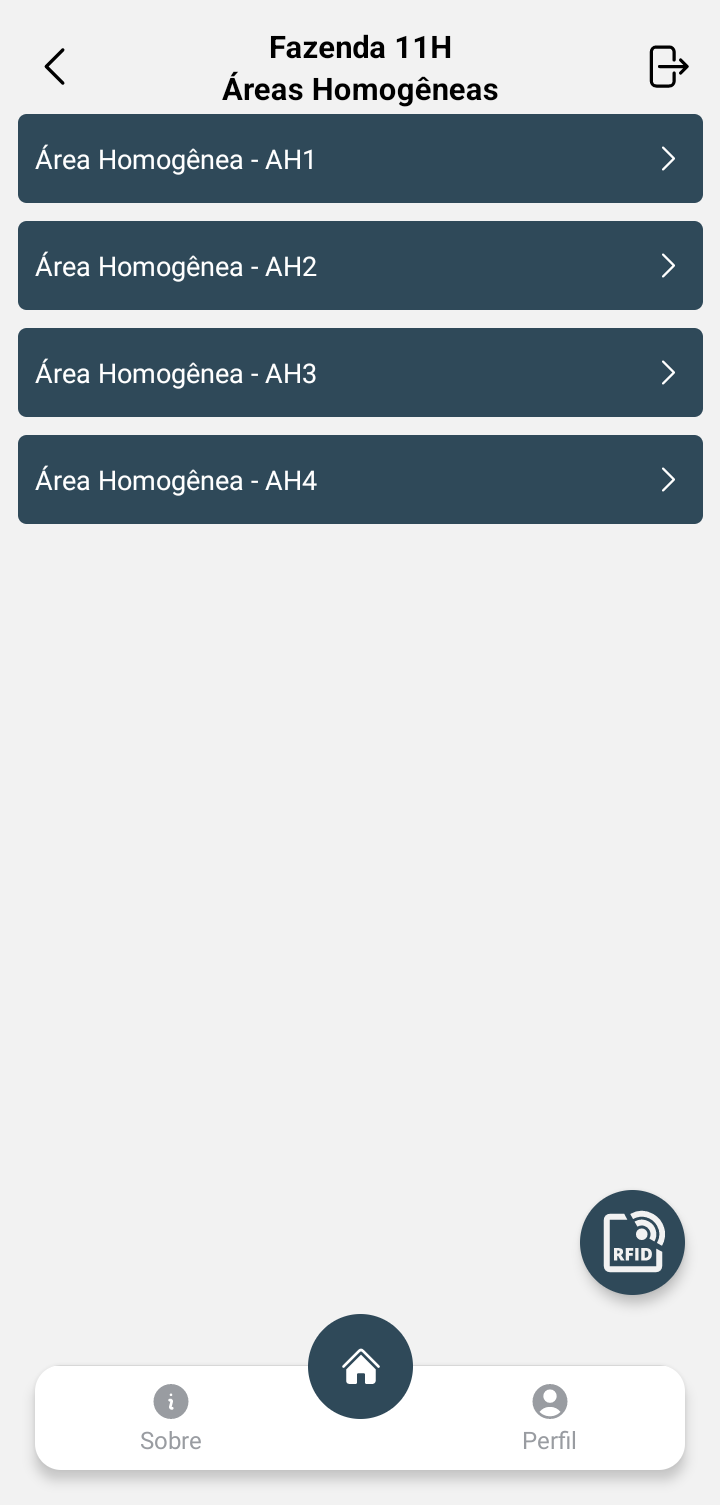 Fazenda 11H
Áreas Homogêneas
Área Homogênea - AH1
Área Homogênea - AH2
Área Homogênea - AH3
Área Homogênea - AH4
RFID
Sobre
Perfil